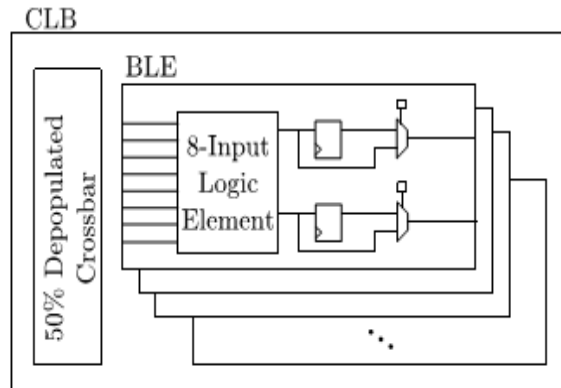 CLB
50% Depopulated
Crossbar
BLE
8-Input
Logic
Element